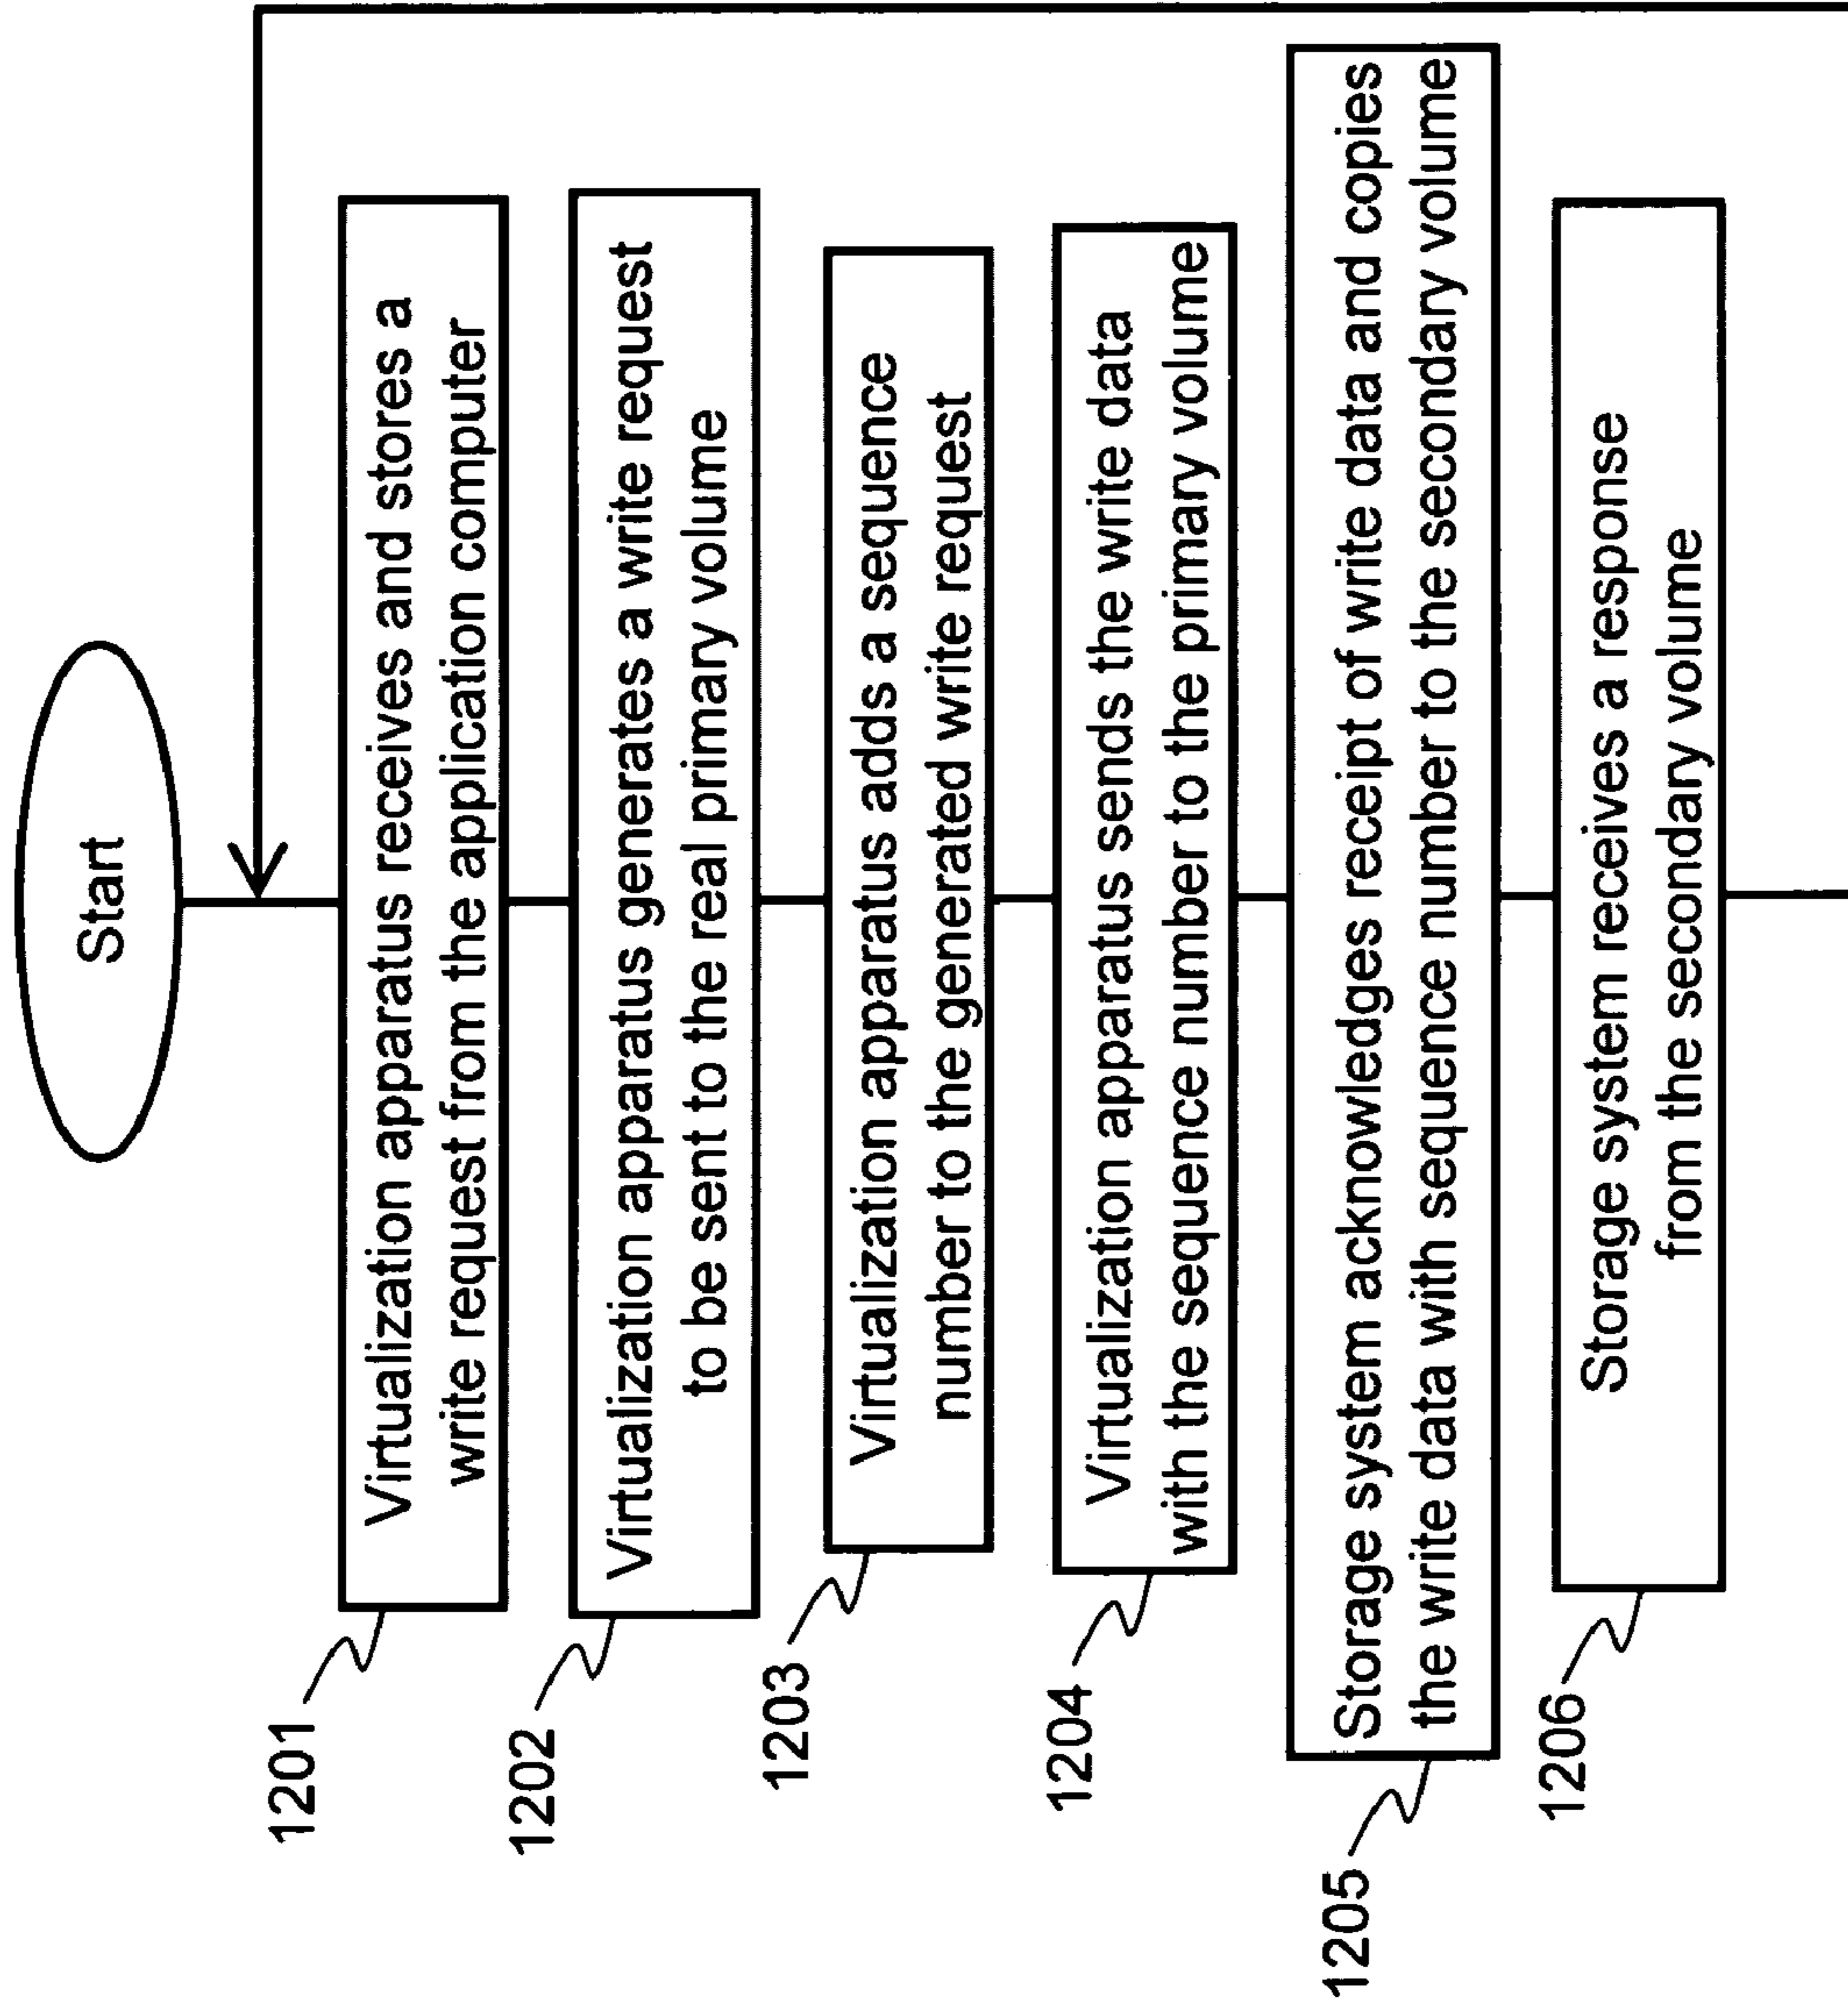 Start
1201
Virtualization apparatus receives and stores a
write request from the application computer
1202
Virtualization apparatus generates a write request
to be sent to the real primary volume
1203
Virtualization apparatus adds a sequence
number to the generated write request
1204
Virtualization apparatus sends the write data
with the sequence number to the primary volume
1205
Storage system acknowledges receipt of write data and copies
the write data with sequence number to the secondary volume
1206
Storage system receives a response
from the secondary volume